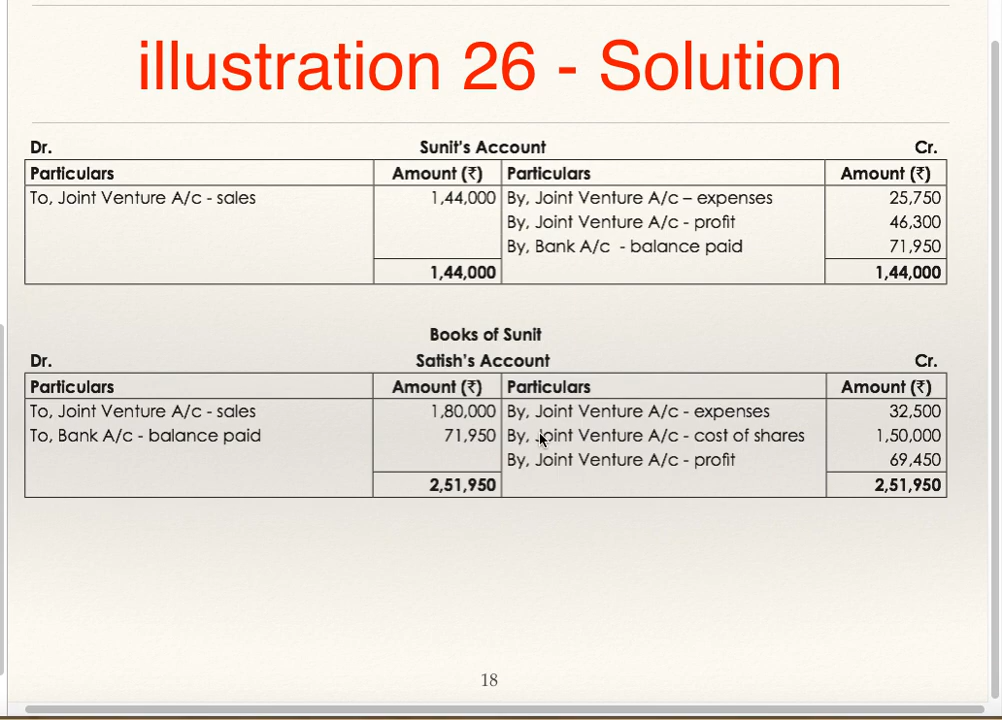 illustration 26 - Solution
Dr. Sunit's Account Cr.
Particulars Amount (₹) Particulars Amount (₹)
To, Joint Venture A/c - sales 1,44,000 By, Joint Venture A/c – expenses 25,750
By, Joint Venture A/c - profit 46,300
By, Bank A/c - balance paid 71,950
1,44,000 1,44,000
Books of Sunit
Dr. Satish's Account Cr.
Particulars Amount (₹) Particulars Amount (₹)
To, Joint Venture A/c - sales 1,80,000 By, Joint Venture A/c - expenses 32,500
To, Bank A/c - balance paid 71,950 By, Joint Venture A/c - cost of shares 1,50,000
By, Joint Venture A/c - profit 69,450
2,51,950 2,51,950
18